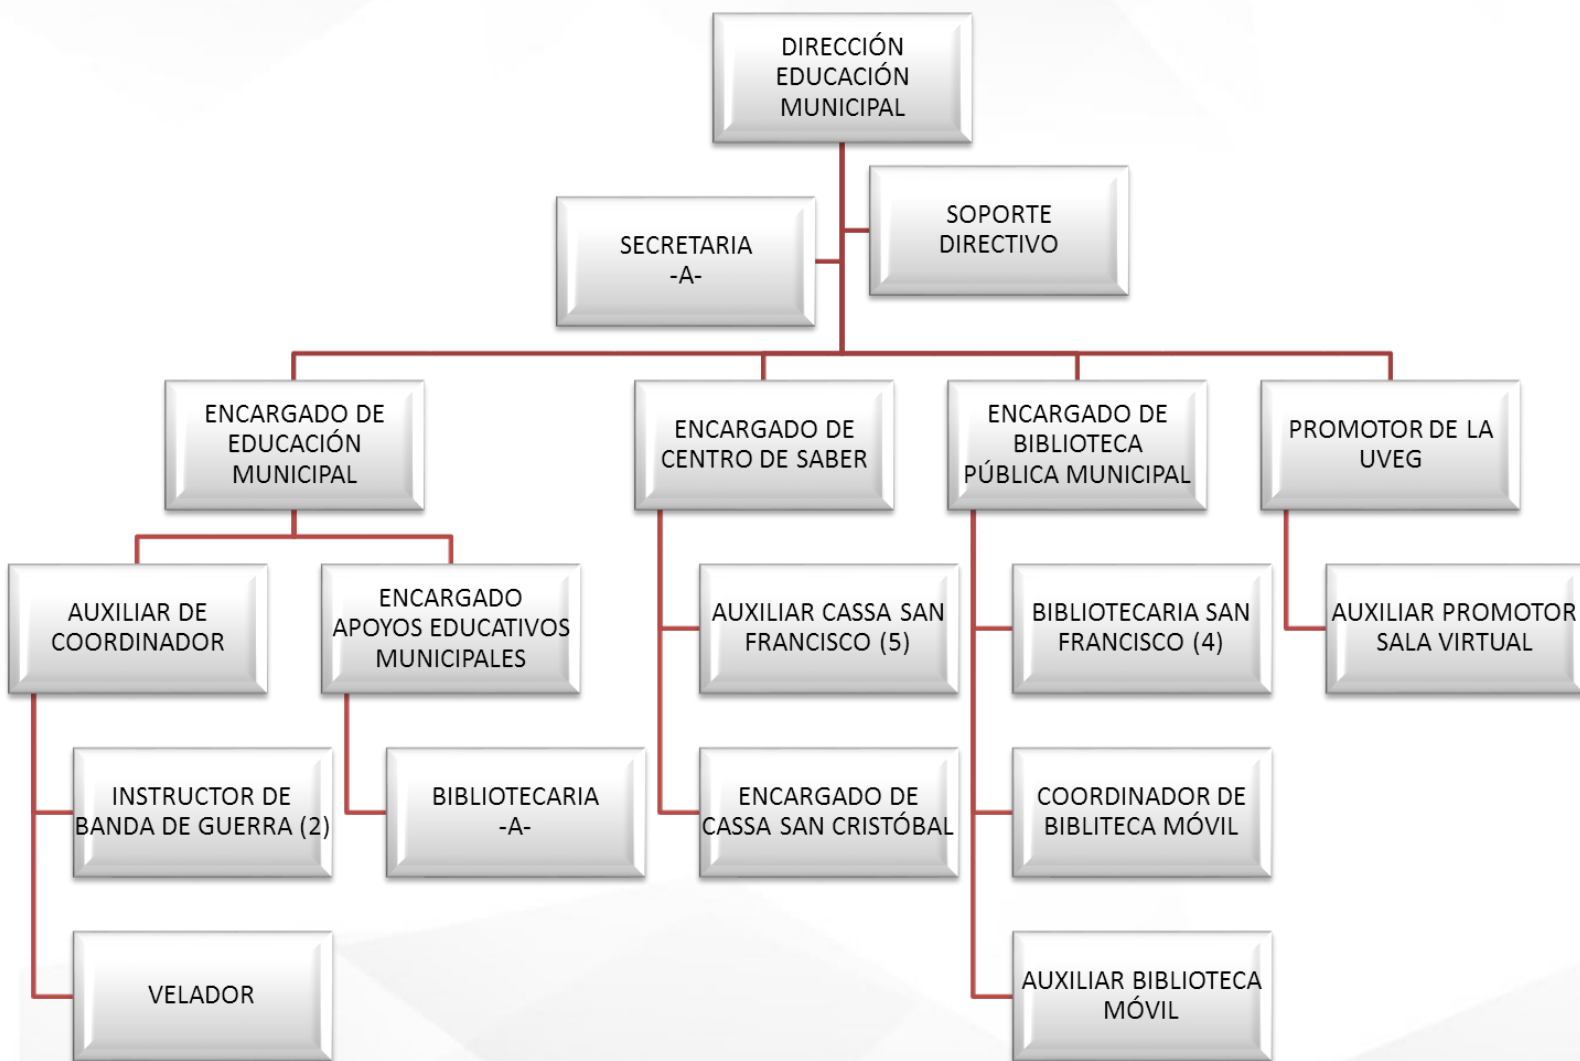 DIRECCIÓN
EDUCACIÓN
MUNICIPAL
SOPORTE
DIRECTIVO
SECRETARIA
-A-
ENCARGADO DE
EDUCACIÓN
MUNICIPAL
ENCARGADO DE
CENTRO DE SABER
ENCARGADO DE
BIBLIOTECA
PÚBLICA MUNICIPAL
PROMOTOR DE LA
UVEG
AUXILIAR DE
COORDINADOR
ENCARGADO
APOYOS EDUCATIVOS
MUNICIPALES
AUXILIAR CASSA SAN
FRANCISCO (5)
BIBLIOTECARIA SAN
FRANCISCO (4)
AUXILIAR PROMOTOR
SALA VIRTUAL
INSTRUCTOR DE
BANDA DE GUERRA (2)
BIBLIOTECARIA
-A-
ENCARGADO DE
CASSA SAN CRISTÓBAL
COORDINADOR DE
BIBLITECA MÓVIL
VELADOR
AUXILIAR BIBLIOTECA
MÓVIL